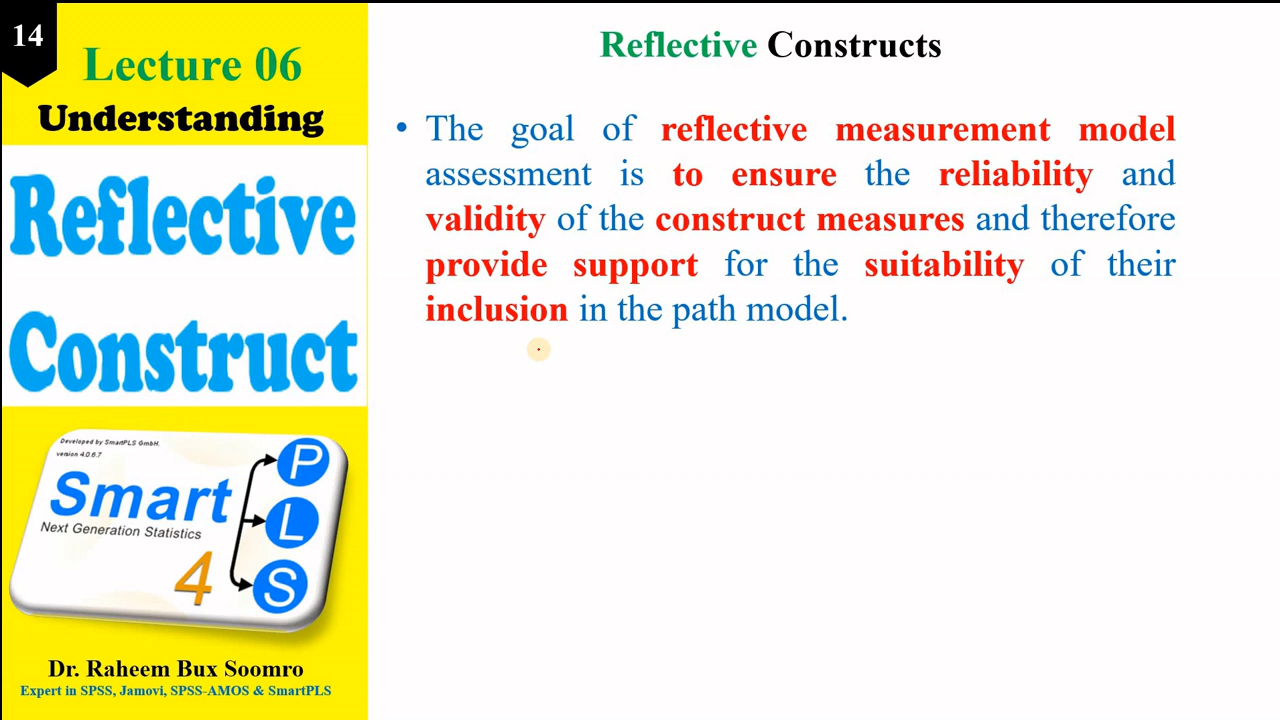 14
Lecture 06
Understanding
Reflective
Construct
Developed by SmartPLS GmbH.
version 4.0.6.7
Smart
Next Generation Statistics
4
P
L
S
Dr. Raheem Bux Soomro
Expert in SPSS, Jamovi, SPSS-AMOS & SmartPLS
Reflective Constructs
• The goal of reflective measurement model
assessment is to ensure the reliability and
validity of the construct measures and therefore
provide support for the suitability of their
inclusion in the path model.